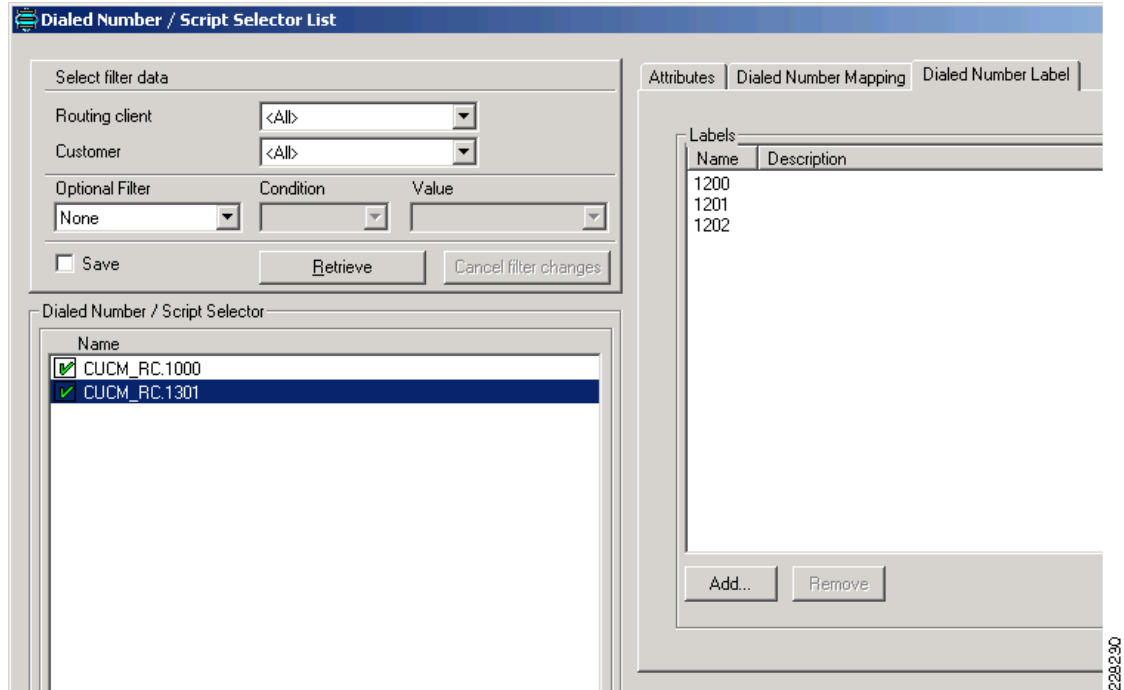 Dialed Number / Script Selector List
Select filter data
Routing client <All>
Customer <All>
Optional Filter Condition Value
None
Save Retrieve Cancel filter changes
Dialed Number / Script Selector
Name
CUCM_RC.1000
CUCM_RC.1301
Attributes Dialed Number Mapping Dialed Number Label
Labels
Name Description
1200
1201
1202
Add... Remove
228230